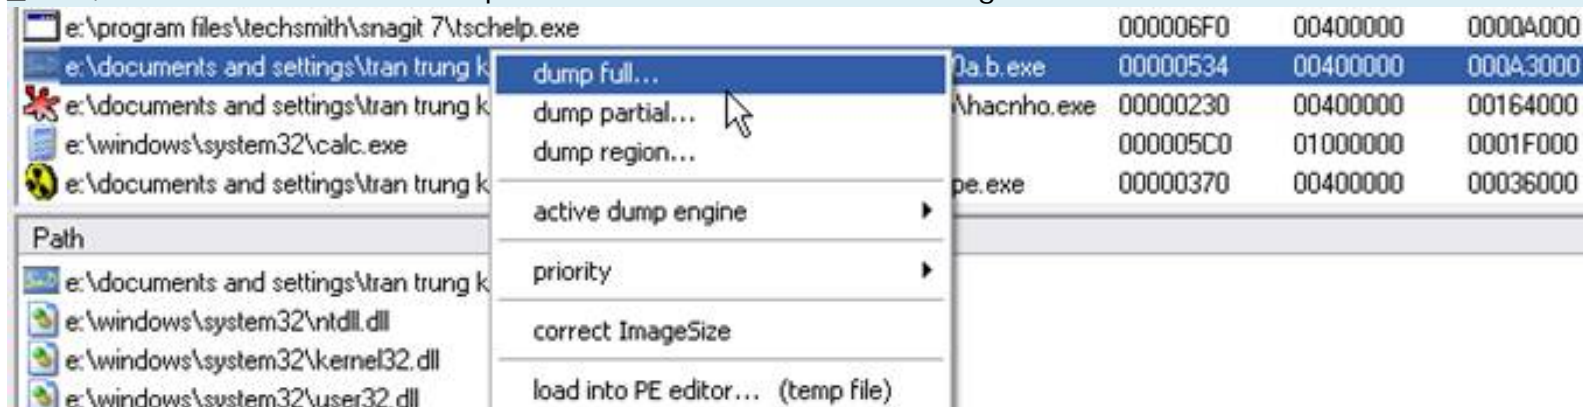 e:\program files\techsmith\snagit 7\tschelp.exe 000006F0 00400000 0000A000
e:\documents and settings\tran trung k 0a.b.exe 00000534 00400000 000A3000
e:\documents and settings\tran trung k \hacnho.exe 00000230 00400000 00164000
e:\windows\system32\calc.exe 000005C0 01000000 0001F000
e:\documents and settings\tran trung k pe.exe 00000370 00400000 00036000
dump full...
dump partial...
dump region...
active dump engine
priority
correct ImageSize
load into PE editor... (temp file)
Path
e:\documents and settings\tran trung k
e:\windows\system32\ntdll.dll
e:\windows\system32\kernel32.dll
e:\windows\system32\user32.dll